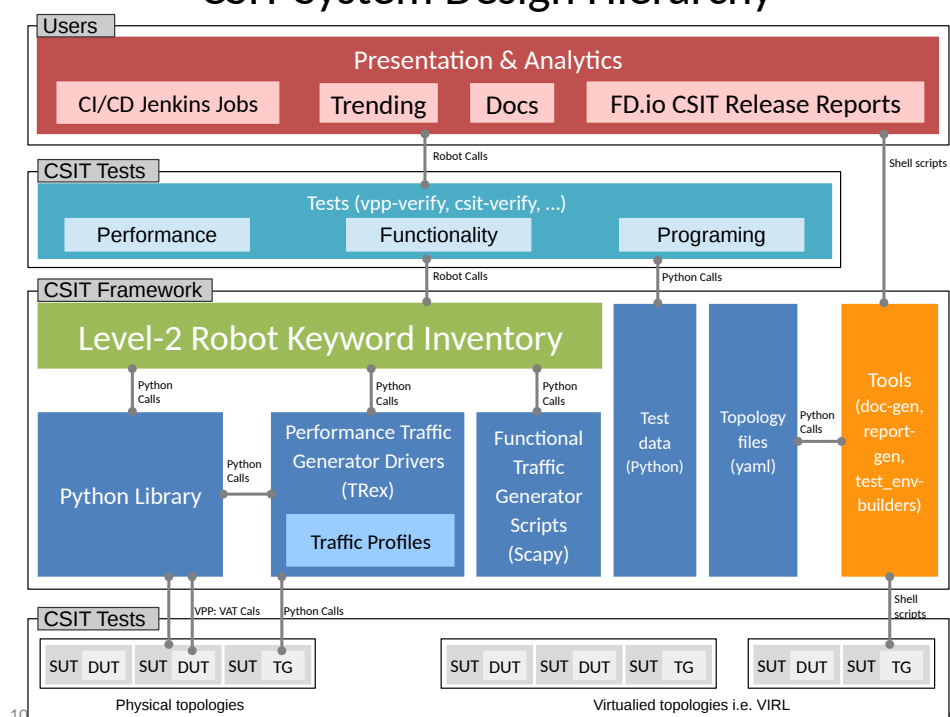 CSIT System Design Hierarchy
Users
Presentation & Analytics
CI/CD Jenkins Jobs
Trending
Docs
FD.io CSIT Release Reports
Robot Calls
Shell scripts
CSIT Tests
Tests (vpp-verify, csit-verify, ...)
Performance
Functionality
Programing
Robot Calls
Python Calls
CSIT Framework
Level-2 Robot Keyword Inventory
Python
Calls
Python
Calls
Python
Calls
Python Library
Python
Calls
Performance Traffic
Generator Drivers
(TRex)
Traffic Profiles
Functional
Traffic
Generator
Scripts
(Scapy)
Test
data
(Python)
Topology
files
(yaml)
Python
Calls
Tools
(doc-gen,
report-
gen,
test_env-
builders)
VPP: VAT Cals
Python Calls
Shell
scripts
CSIT Tests
SUT DUT SUT DUT SUT TG
SUT DUT SUT DUT SUT TG
SUT DUT SUT TG
Physical topologies
Virtualied topologies i.e. VIRL
10